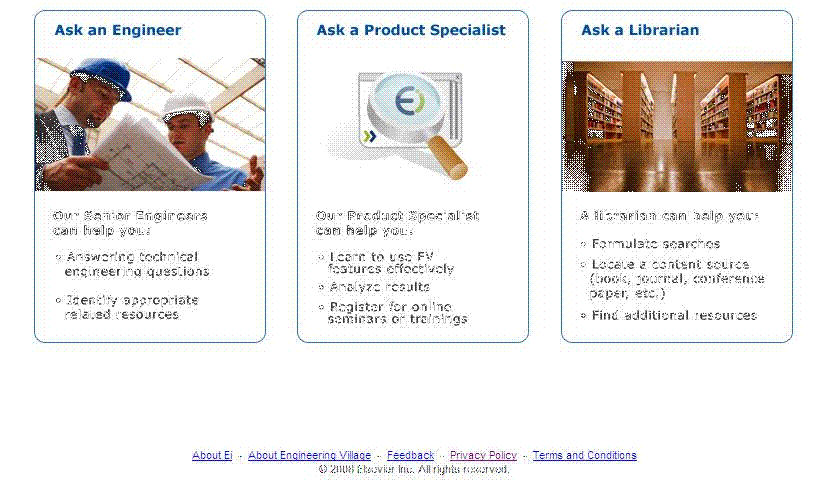 Ask an Engineer
Our Senior Engineers
can help you:
Answering technical
engineering questions
Identify appropriate
related resources
Ask a Product Specialist
Our Product Specialist
can help you:
Learn to use EV
features effectively
Analyze results
Register for online
seminars or trainings
Ask a Librarian
A librarian can help you:
Formulate searches
Locate a content source
(book, journal, conference
paper, etc.)
Find additional resources
About Ei - About Engineering Village - Feedback - Privacy Policy - Terms and Conditions
© 2008 Elsevier Inc. All rights reserved.